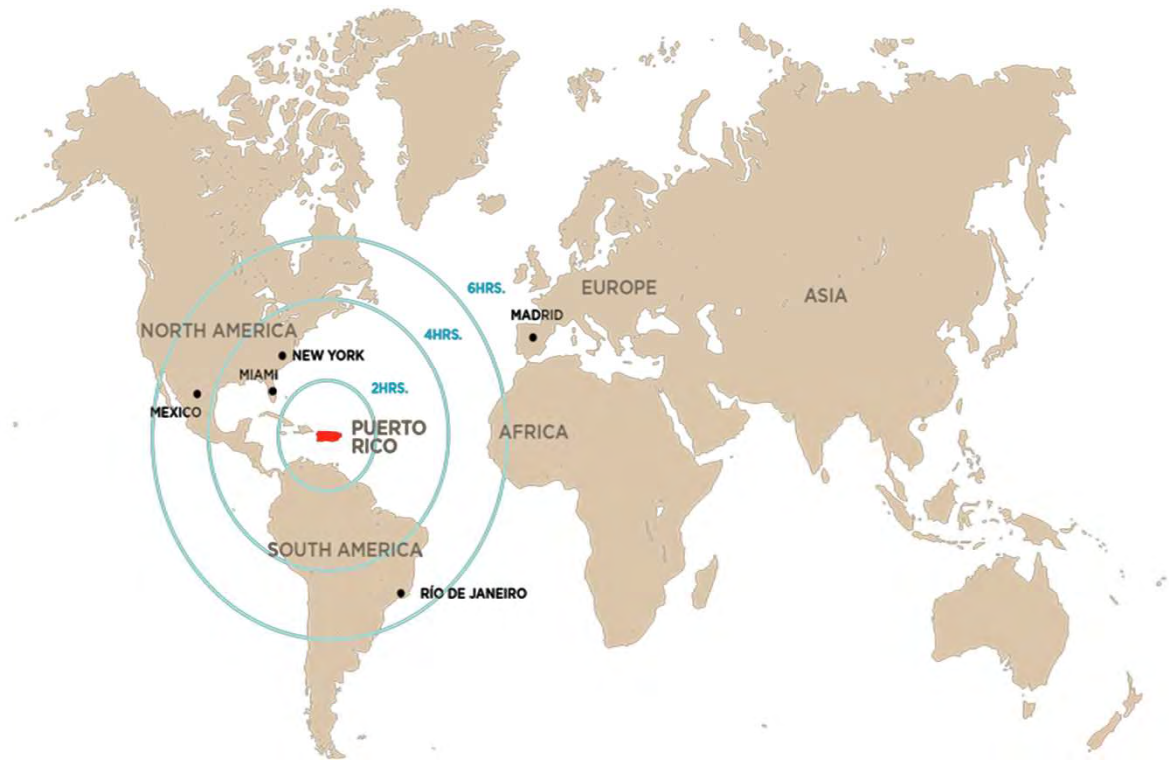 6HRS.
EUROPE
ASIA
MADRID
NORTH AMERICA
4HRS.
NEW YORK
MIAMI
2HRS.
MEXICO
PUERTO
RICO
AFRICA
SOUTH AMERICA
RÍO DE JANEIRO